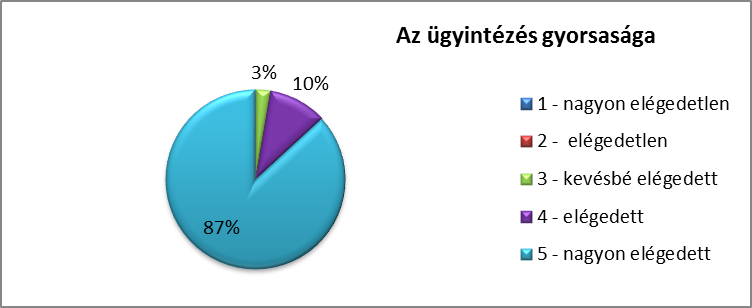 Az ügyintézés gyorsasága
3%
10%
87%
1 - nagyon elégedetlen
2 -  elégedetlen
3 - kevésbé elégedett
4 - elégedett
5 - nagyon elégedett